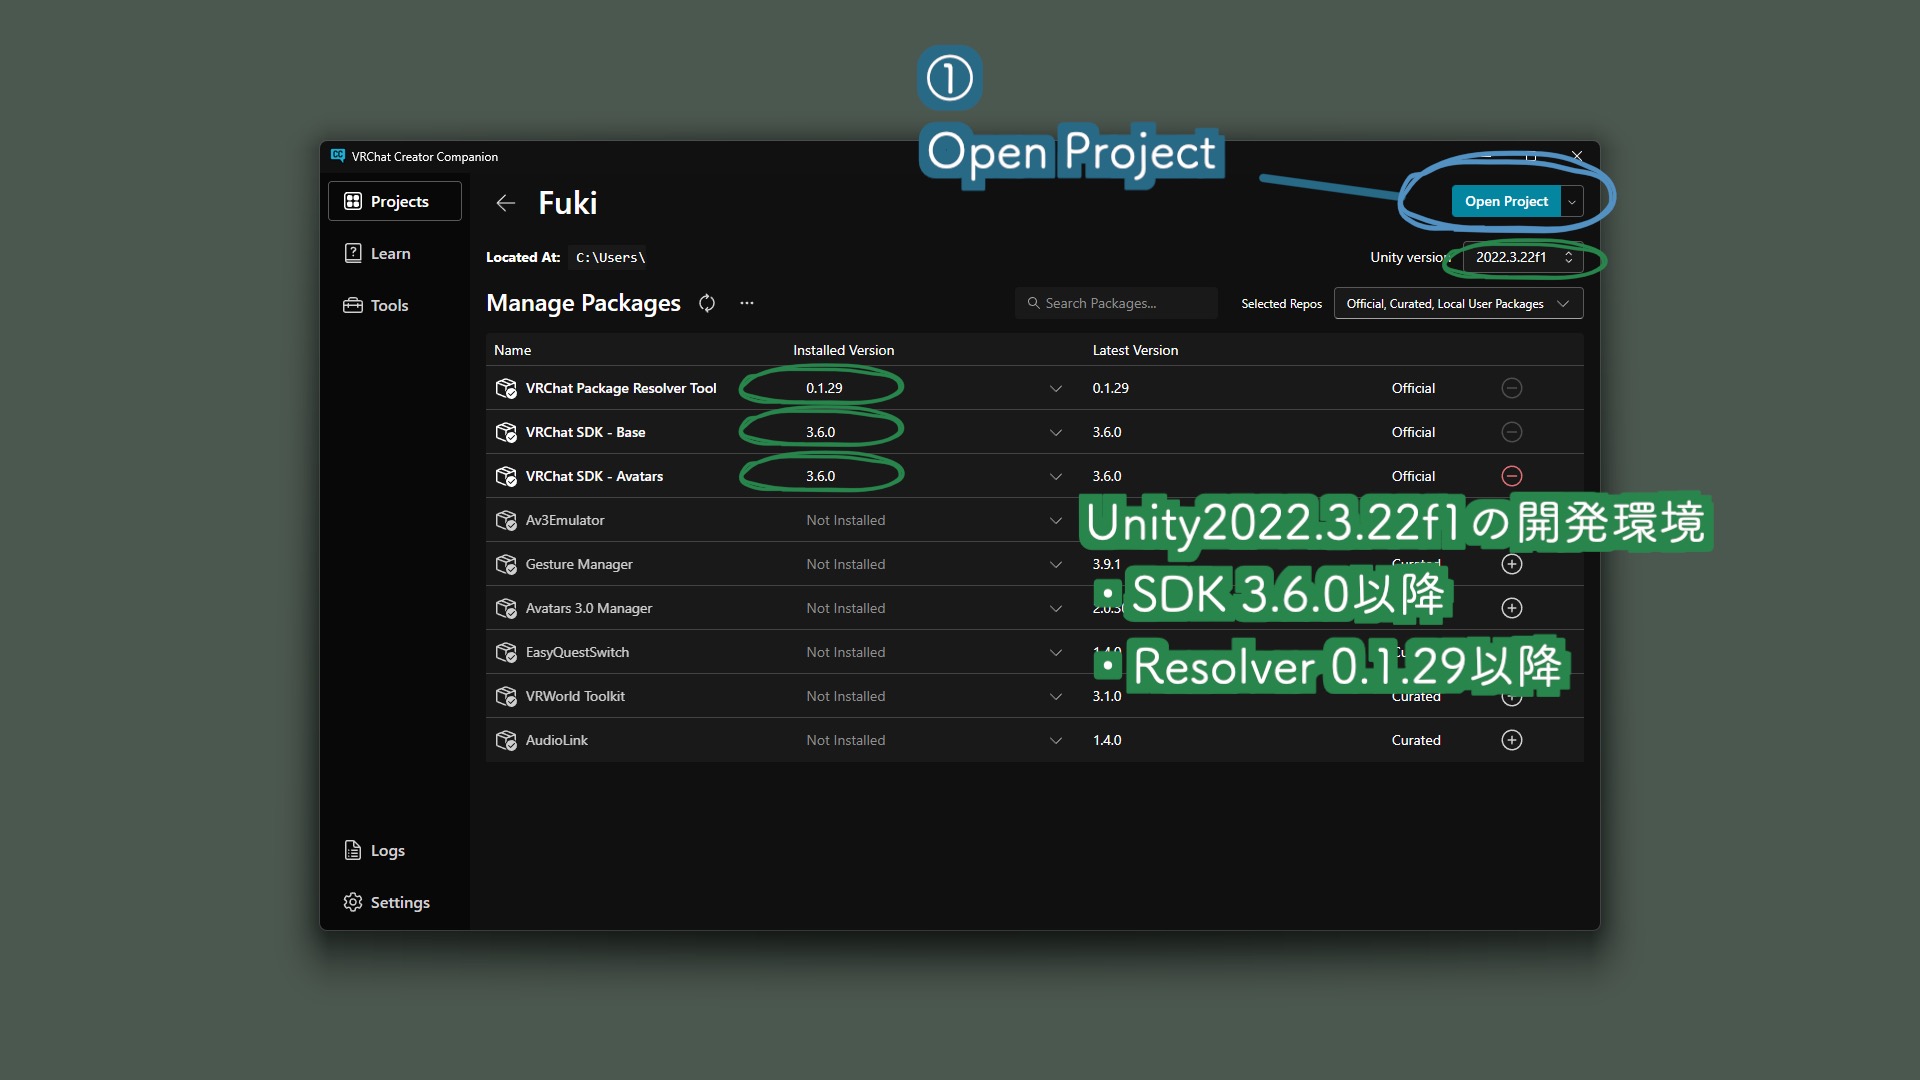 ①
Open Project
VRChat Creator Companion
Projects
Learn
Tools
Logs
Settings
Fuki
Open Project
Located At: C:\Users\
Unity version 2022.3.22f1
Manage Packages
Search Packages...
Selected Repos Official, Curated, Local User Packages
Name Installed Version Latest Version
VRChat Package Resolver Tool 0.1.29 0.1.29 Official
VRChat SDK - Base 3.6.0 3.6.0 Official
VRChat SDK - Avatars 3.6.0 3.6.0 Official
Av3Emulator Not Installed
Unity2022.3.22f1の開発環境
Gesture Manager Not Installed 3.9.1
・SDK 3.6.0以降
Avatars 3.0 Manager Not Installed
EasyQuestSwitch Not Installed
・Resolver 0.1.29以降
VRWorld Toolkit Not Installed 3.1.0 Curated
AudioLink Not Installed 1.4.0 Curated